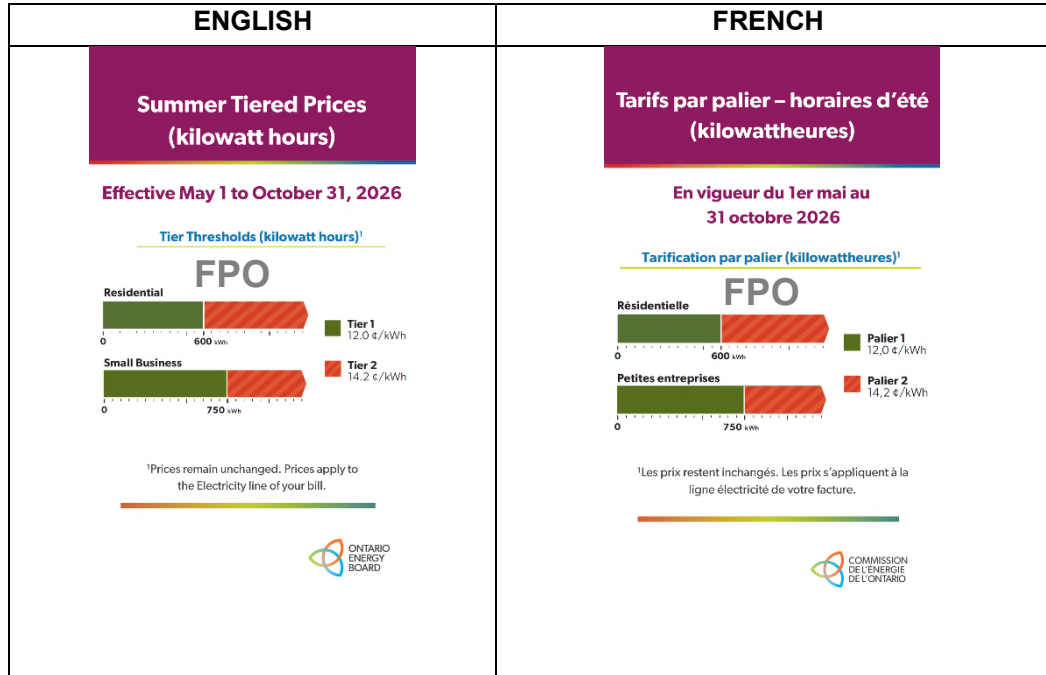 ENGLISH
FRENCH
Summer Tiered Prices
(kilowatt hours)
Effective May 1 to October 31, 2026
Tier Thresholds (kilowatt hours)¹
FPO
Residential
0
600 kWh
Tier 1
12.0 ¢/kWh
Small Business
0
750 kWh
Tier 2
14.2 ¢/kWh
¹Prices remain unchanged. Prices apply to
the Electricity line of your bill.
ONTARIO
ENERGY
BOARD
Tarifs par palier – horaires d’été
(kilowattheures)
En vigueur du 1er mai au
31 octobre 2026
Tarification par palier (killowattheures)¹
FPO
Résidentielle
0
600 kWh
Palier 1
12,0 ¢/kWh
Petites entreprises
0
750 kWh
Palier 2
14,2 ¢/kWh
¹Les prix restent inchangés. Les prix s’appliquent à la
ligne électricité de votre facture.
COMMISSION
DE L’ÉNERGIE
DE L’ONTARIO